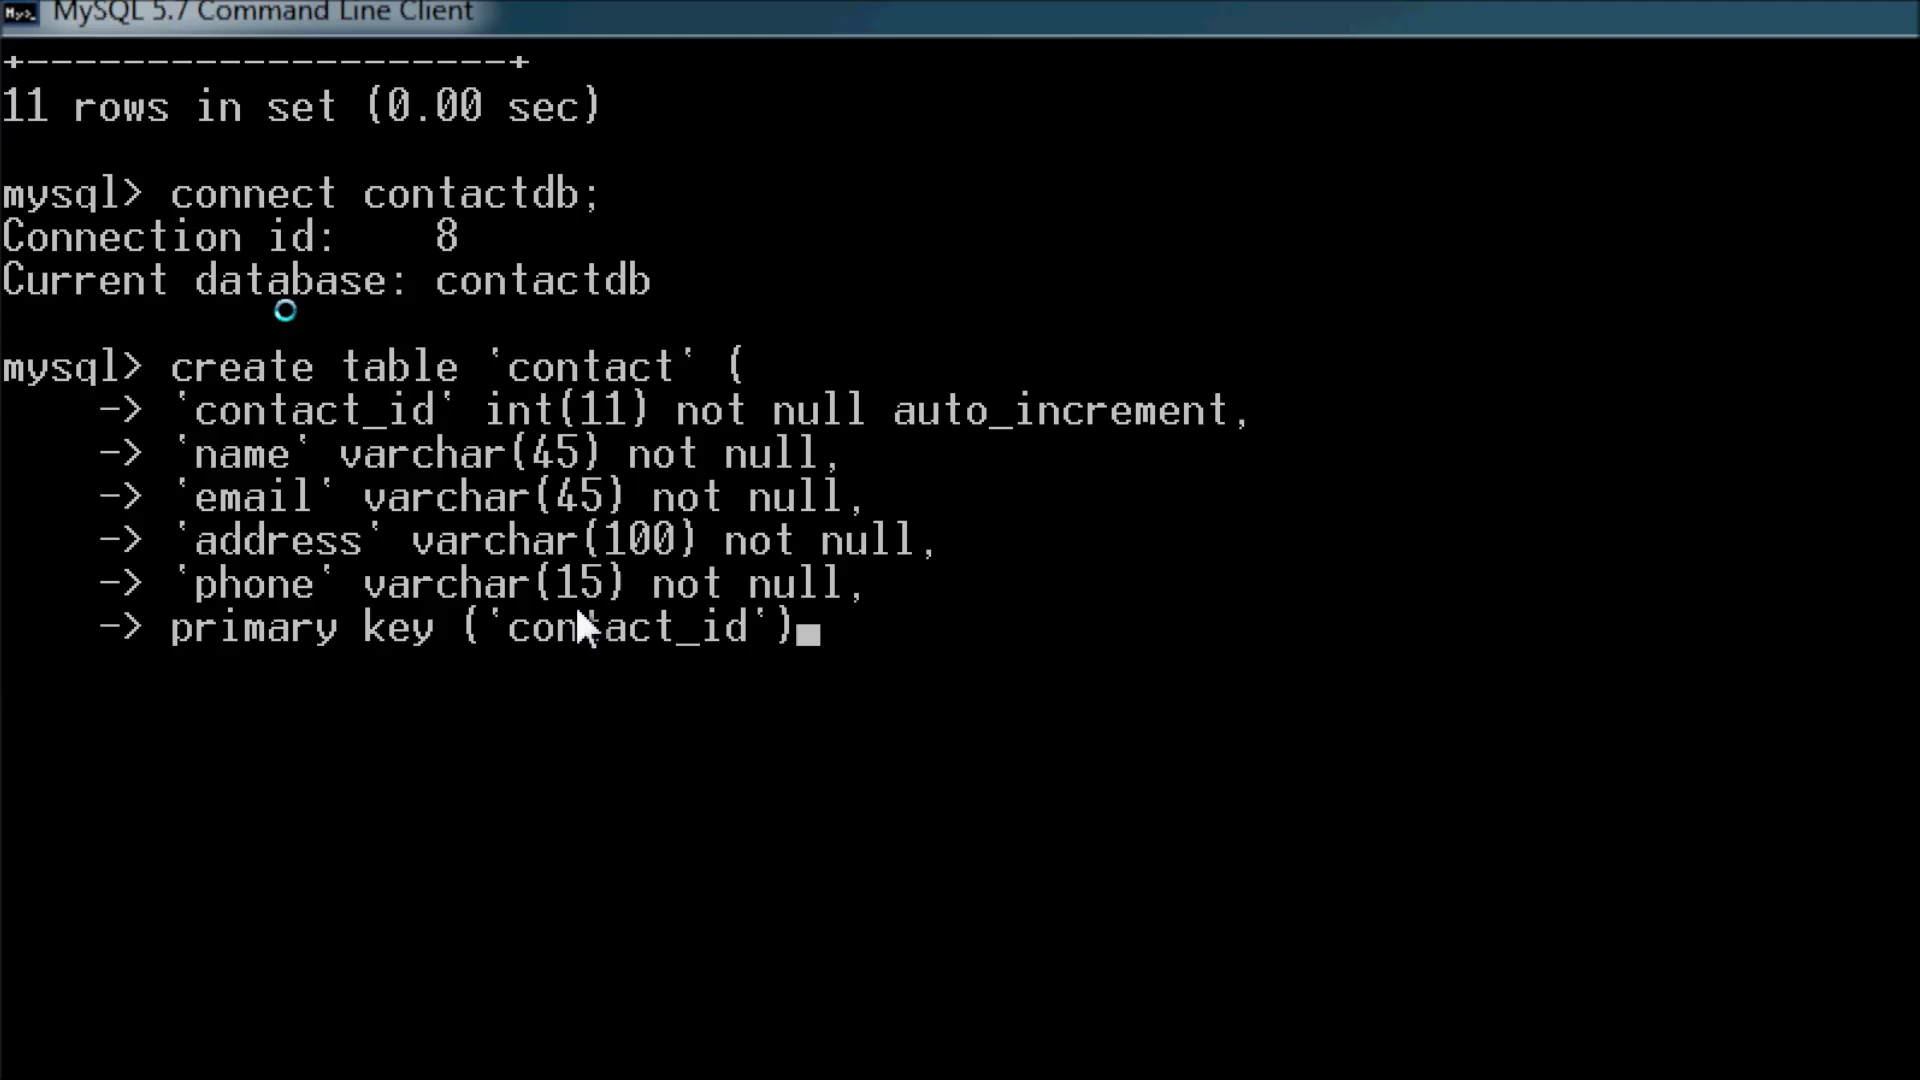 MySQL 5.7 Command Line Client
+--------------------+
11 rows in set (0.00 sec)
mysql> connect contactdb;
Connection id:    8
Current database: contactdb
mysql> create table `contact` (
    -> `contact_id` int(11) not null auto_increment,
    -> `name` varchar(45) not null,
    -> `email` varchar(45) not null,
    -> `address` varchar(100) not null,
    -> `phone` varchar(15) not null,
    -> primary key (`contact_id`)